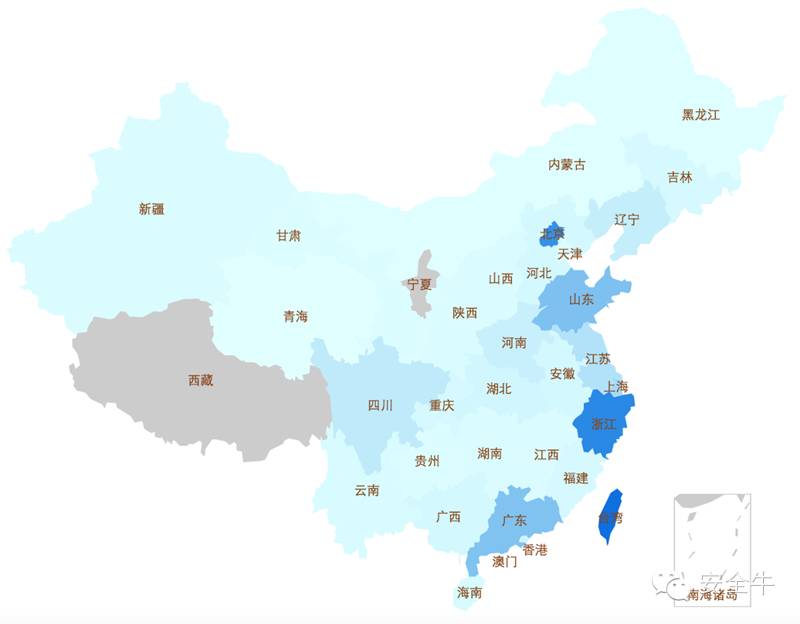 黑龙江
内蒙古
吉林
新疆
辽宁
北京
甘肃
天津
河北
山西
宁夏
山东
陕西
青海
河南
江苏
安徽
西藏
上海
湖北
四川
重庆
浙江
湖南
江西
贵州
福建
云南
广西
广东
台湾
香港
澳门
海南
南海诸岛
安全牛